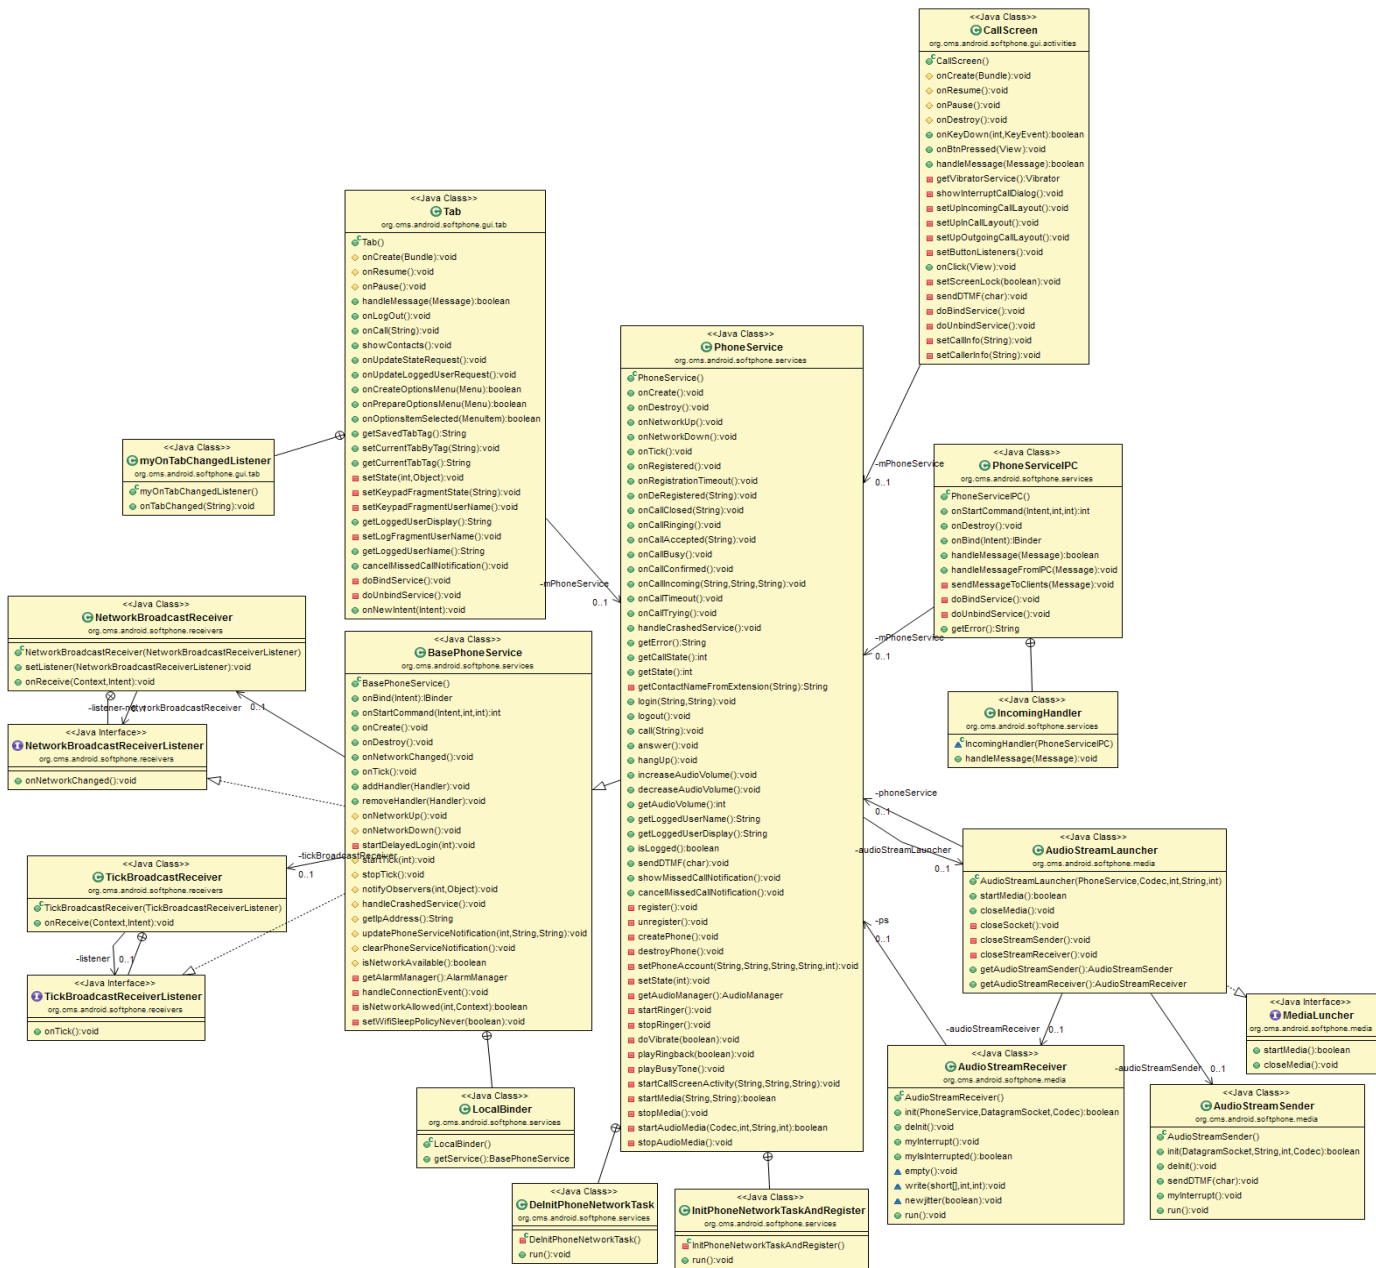 <<Java Class>>
CallScreen
org.cms.android.softphone.gui.activities
CallScreen()
onCreate(Bundle):void
onResume():void
onPause():void
onDestroy():void
onKeyDown(int,KeyEvent):boolean
onBtnPressed(View):void
handleMessage(Message):boolean
getVibratorService():Vibrator
showInterruptCallDialog():void
setUpIncomingCallLayout():void
setUpInCallLayout():void
setUpOutgoingCallLayout():void
setButtonListeners():void
onClick(View):void
setScreenLock(boolean):void
sendDTMF(char):void
doBindService():void
doUnbindService():void
setCallInfo(String):void
setCallerInfo(String):void
<<Java Class>>
Tab
org.cms.android.softphone.gui.tab
Tab()
onCreate(Bundle):void
onResume():void
onPause():void
handleMessage(Message):boolean
onLogOut():void
onCall(String):void
showContacts():void
onUpdateStateRequest():void
onUpdateLoggedUserRequest():void
onCreateOptionsMenu(Menu):boolean
onPrepareOptionsMenu(Menu):boolean
onOptionsItemSelected(MenuItem):boolean
getSavedTabTag():String
setCurrentTabByTag(String):void
getCurrentTabTag():String
setState(int,Object):void
setKeypadFragmentState(String):void
setKeypadFragmentUserName():void
getLoggedUserDisplay():String
setLogFragmentUserName():void
getLoggedUserName():String
cancelMissedCallNotification():void
doBindService():void
doUnbindService():void
onNewIntent(Intent):void
<<Java Class>>
myOnTabChangedListener
org.cms.android.softphone.gui.tab
myOnTabChangedListener()
onTabChanged(String):void
<<Java Class>>
PhoneService
org.cms.android.softphone.services
PhoneService()
onCreate():void
onDestroy():void
onNetworkUp():void
onNetworkDown():void
onTick():void
onRegistered():void
onRegistrationTimeout():void
onDeRegistered(String):void
onCallClosed(String):void
onCallRinging():void
onCallAccepted(String):void
onCallBusy():void
onCallConfirmed():void
onCallIncoming(String,String,String):void
onCallTimeout():void
onCallTrying():void
handleCrashedService():void
getError():String
getCallState():int
getState():int
getContactNameFromExtension(String):String
login(String,String):void
logout():void
call(String):void
answer():void
hangUp():void
increaseAudioVolume():void
decreaseAudioVolume():void
getAudioVolume():int
getLoggedUserName():String
getLoggedUserDisplay():String
isLogged():boolean
sendDTMF(char):void
showMissedCallNotification():void
cancelMissedCallNotification():void
register():void
unregister():void
createPhone():void
destroyPhone():void
setPhoneAccount(String,String,String,String,int):void
setState(int):void
getAudioManager():AudioManager
startRinger():void
stopRinger():void
doVibrate(boolean):void
playRingback(boolean):void
playBusyTone():void
startCallScreenActivity(String,String,String):void
startMedia(String,String):boolean
stopMedia():void
startAudioMedia(Codec,int,String,int):boolean
stopAudioMedia():void
-mPhoneService
0..1
-mPhoneService
0..1
-mPhoneService
0..1
<<Java Class>>
PhoneServiceIPC
org.cms.android.softphone.services
PhoneServiceIPC()
onStartCommand(Intent,int,int):int
onDestroy():void
onBind(Intent):IBinder
handleMessage(Message):boolean
handleMessageFromIPC(Message):void
sendMessageToClients(Message):void
doBindService():void
doUnbindService():void
getError():String
<<Java Class>>
IncomingHandler
org.cms.android.softphone.services
IncomingHandler(PhoneServiceIPC)
handleMessage(Message):void
<<Java Class>>
NetworkBroadcastReceiver
org.cms.android.softphone.receivers
NetworkBroadcastReceiver(NetworkBroadcastReceiverListener)
setListener(NetworkBroadcastReceiverListener):void
onReceive(Context,Intent):void
-listener
0..1
-networkBroadcastReceiver
0..1
<<Java Interface>>
NetworkBroadcastReceiverListener
org.cms.android.softphone.receivers
onNetworkChanged():void
<<Java Class>>
BasePhoneService
org.cms.android.softphone.services
BasePhoneService()
onBind(Intent):IBinder
onStartCommand(Intent,int,int):int
onCreate():void
onDestroy():void
onNetworkChanged():void
onTick():void
addHandler(Handler):void
removeHandler(Handler):void
onNetworkUp():void
onNetworkDown():void
startDelayedLogin(int):void
startTick(int):void
stopTick():void
notifyObservers(int,Object):void
handleCrashedService():void
getIpAddress():String
updatePhoneServiceNotification(int,String,String):void
clearPhoneServiceNotification():void
isNetworkAvailable():boolean
getAlarmManager():AlarmManager
handleConnectionEvent():void
isNetworkAllowed(int,Context):boolean
setWifiSleepPolicyNever(boolean):void
-tickBroadcastReceiver
0..1
<<Java Class>>
TickBroadcastReceiver
org.cms.android.softphone.receivers
TickBroadcastReceiver(TickBroadcastReceiverListener)
onReceive(Context,Intent):void
-listener
0..1
<<Java Interface>>
TickBroadcastReceiverListener
org.cms.android.softphone.receivers
onTick():void
<<Java Class>>
LocalBinder
org.cms.android.softphone.services
LocalBinder()
getService():BasePhoneService
<<Java Class>>
DeInitPhoneNetworkTask
org.cms.android.softphone.services
DeInitPhoneNetworkTask()
run():void
<<Java Class>>
InitPhoneNetworkTaskAndRegister
org.cms.android.softphone.services
InitPhoneNetworkTaskAndRegister()
run():void
-phoneService
0..1
-audioStreamLauncher
0..1
<<Java Class>>
AudioStreamLauncher
org.cms.android.softphone.media
AudioStreamLauncher(PhoneService,Codec,int,String,int)
startMedia():boolean
closeMedia():void
closeSocket():void
closeStreamSender():void
closeStreamReceiver():void
getAudioStreamSender():AudioStreamSender
getAudioStreamReceiver():AudioStreamReceiver
-ps
0..1
-audioStreamReceiver
0..1
-audioStreamSender
0..1
<<Java Interface>>
MediaLuncher
org.cms.android.softphone.media
startMedia():boolean
closeMedia():void
<<Java Class>>
AudioStreamReceiver
org.cms.android.softphone.media
AudioStreamReceiver()
init(PhoneService,DatagramSocket,Codec):boolean
deInit():void
myInterrupt():void
myIsInterrupted():boolean
empty():void
write(short[],int,int):void
newjitter(boolean):void
run():void
<<Java Class>>
AudioStreamSender
org.cms.android.softphone.media
AudioStreamSender()
init(DatagramSocket,String,int,Codec):boolean
deInit():void
sendDTMF(char):void
myInterrupt():void
run():void